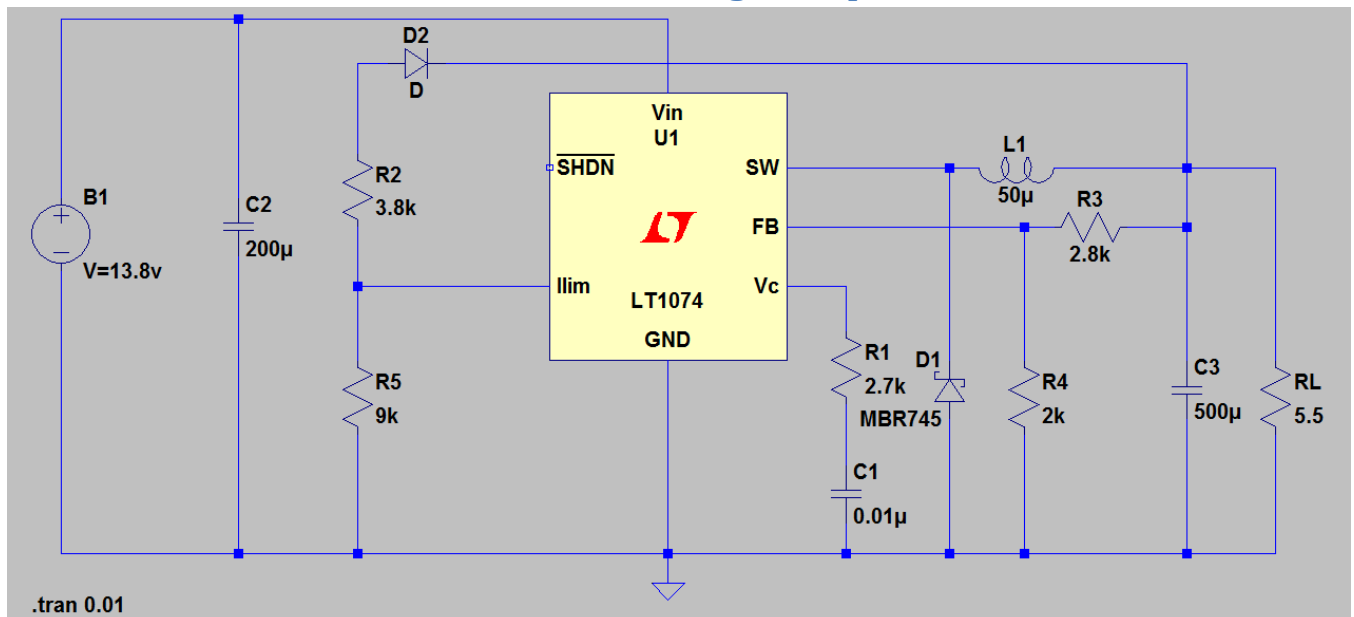 D2
D
Vin
U1
SHDN
SW
L1
50µ
R2
3.8k
R3
2.8k
B1
V=13.8v
C2
200µ
FB
Ilim
Vc
LT1074
GND
R5
9k
R1
2.7k
D1
MBR745
R4
2k
C3
500µ
RL
5.5
C1
0.01µ
.tran 0.01